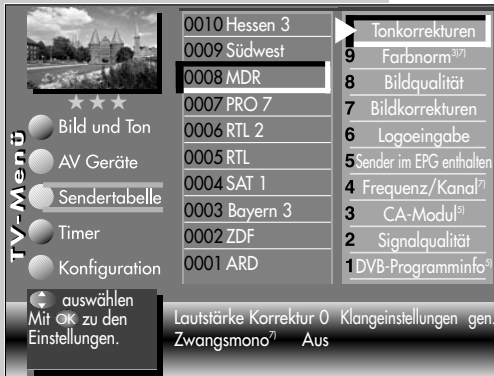 TV-Menü
Bild und Ton
AV Geräte
Sendertabelle
Timer
Konfiguration
auswählen
Mit OK zu den
Einstellungen.
0010 Hessen 3
0009 Südwest
0008 MDR
0007 PRO 7
0006 RTL 2
0005 RTL
0004 SAT 1
0003 Bayern 3
0002 ZDF
0001 ARD
Tonkorrekturen
9 Farbnorm3)7)
8 Bildqualität
7 Bildkorrekturen
6 Logoeingabe
5 Sender im EPG enthalten
4 Frequenz/Kanal7)
3 CA-Modul5)
2 Signalqualität
1 DVB-Programminfo5)
Lautstärke Korrektur 0 Klangeinstellungen gen.
Zwangsmono7) Aus